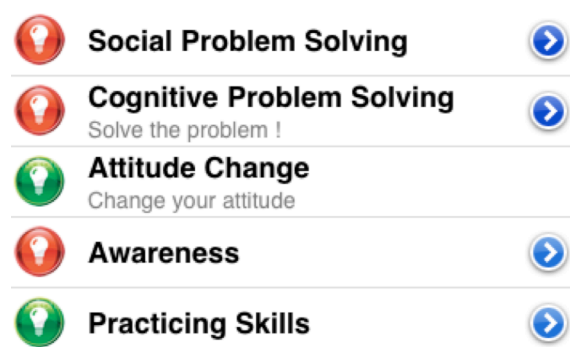 Social Problem Solving
Cognitive Problem Solving
Solve the problem !
Attitude Change
Change your attitude
Awareness
Practicing Skills